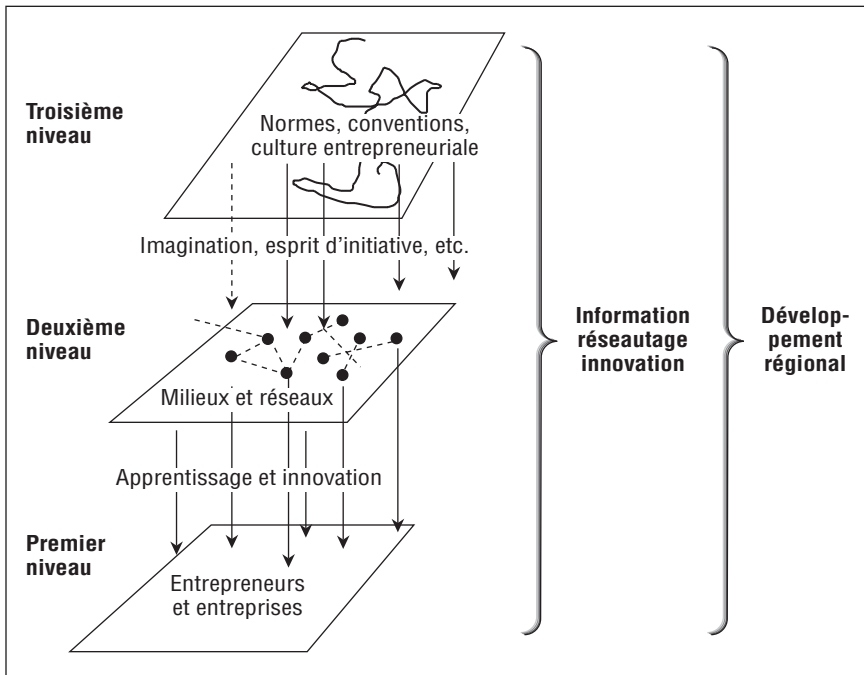 Troisième
niveau
Normes, conventions,
culture entrepreneuriale
Imagination, esprit d'initiative, etc.
Deuxième
niveau
Milieux et réseaux
Apprentissage et innovation
Premier
niveau
Entrepreneurs
et entreprises
Information
réseautage
innovation
Dévelop-
pement
régional